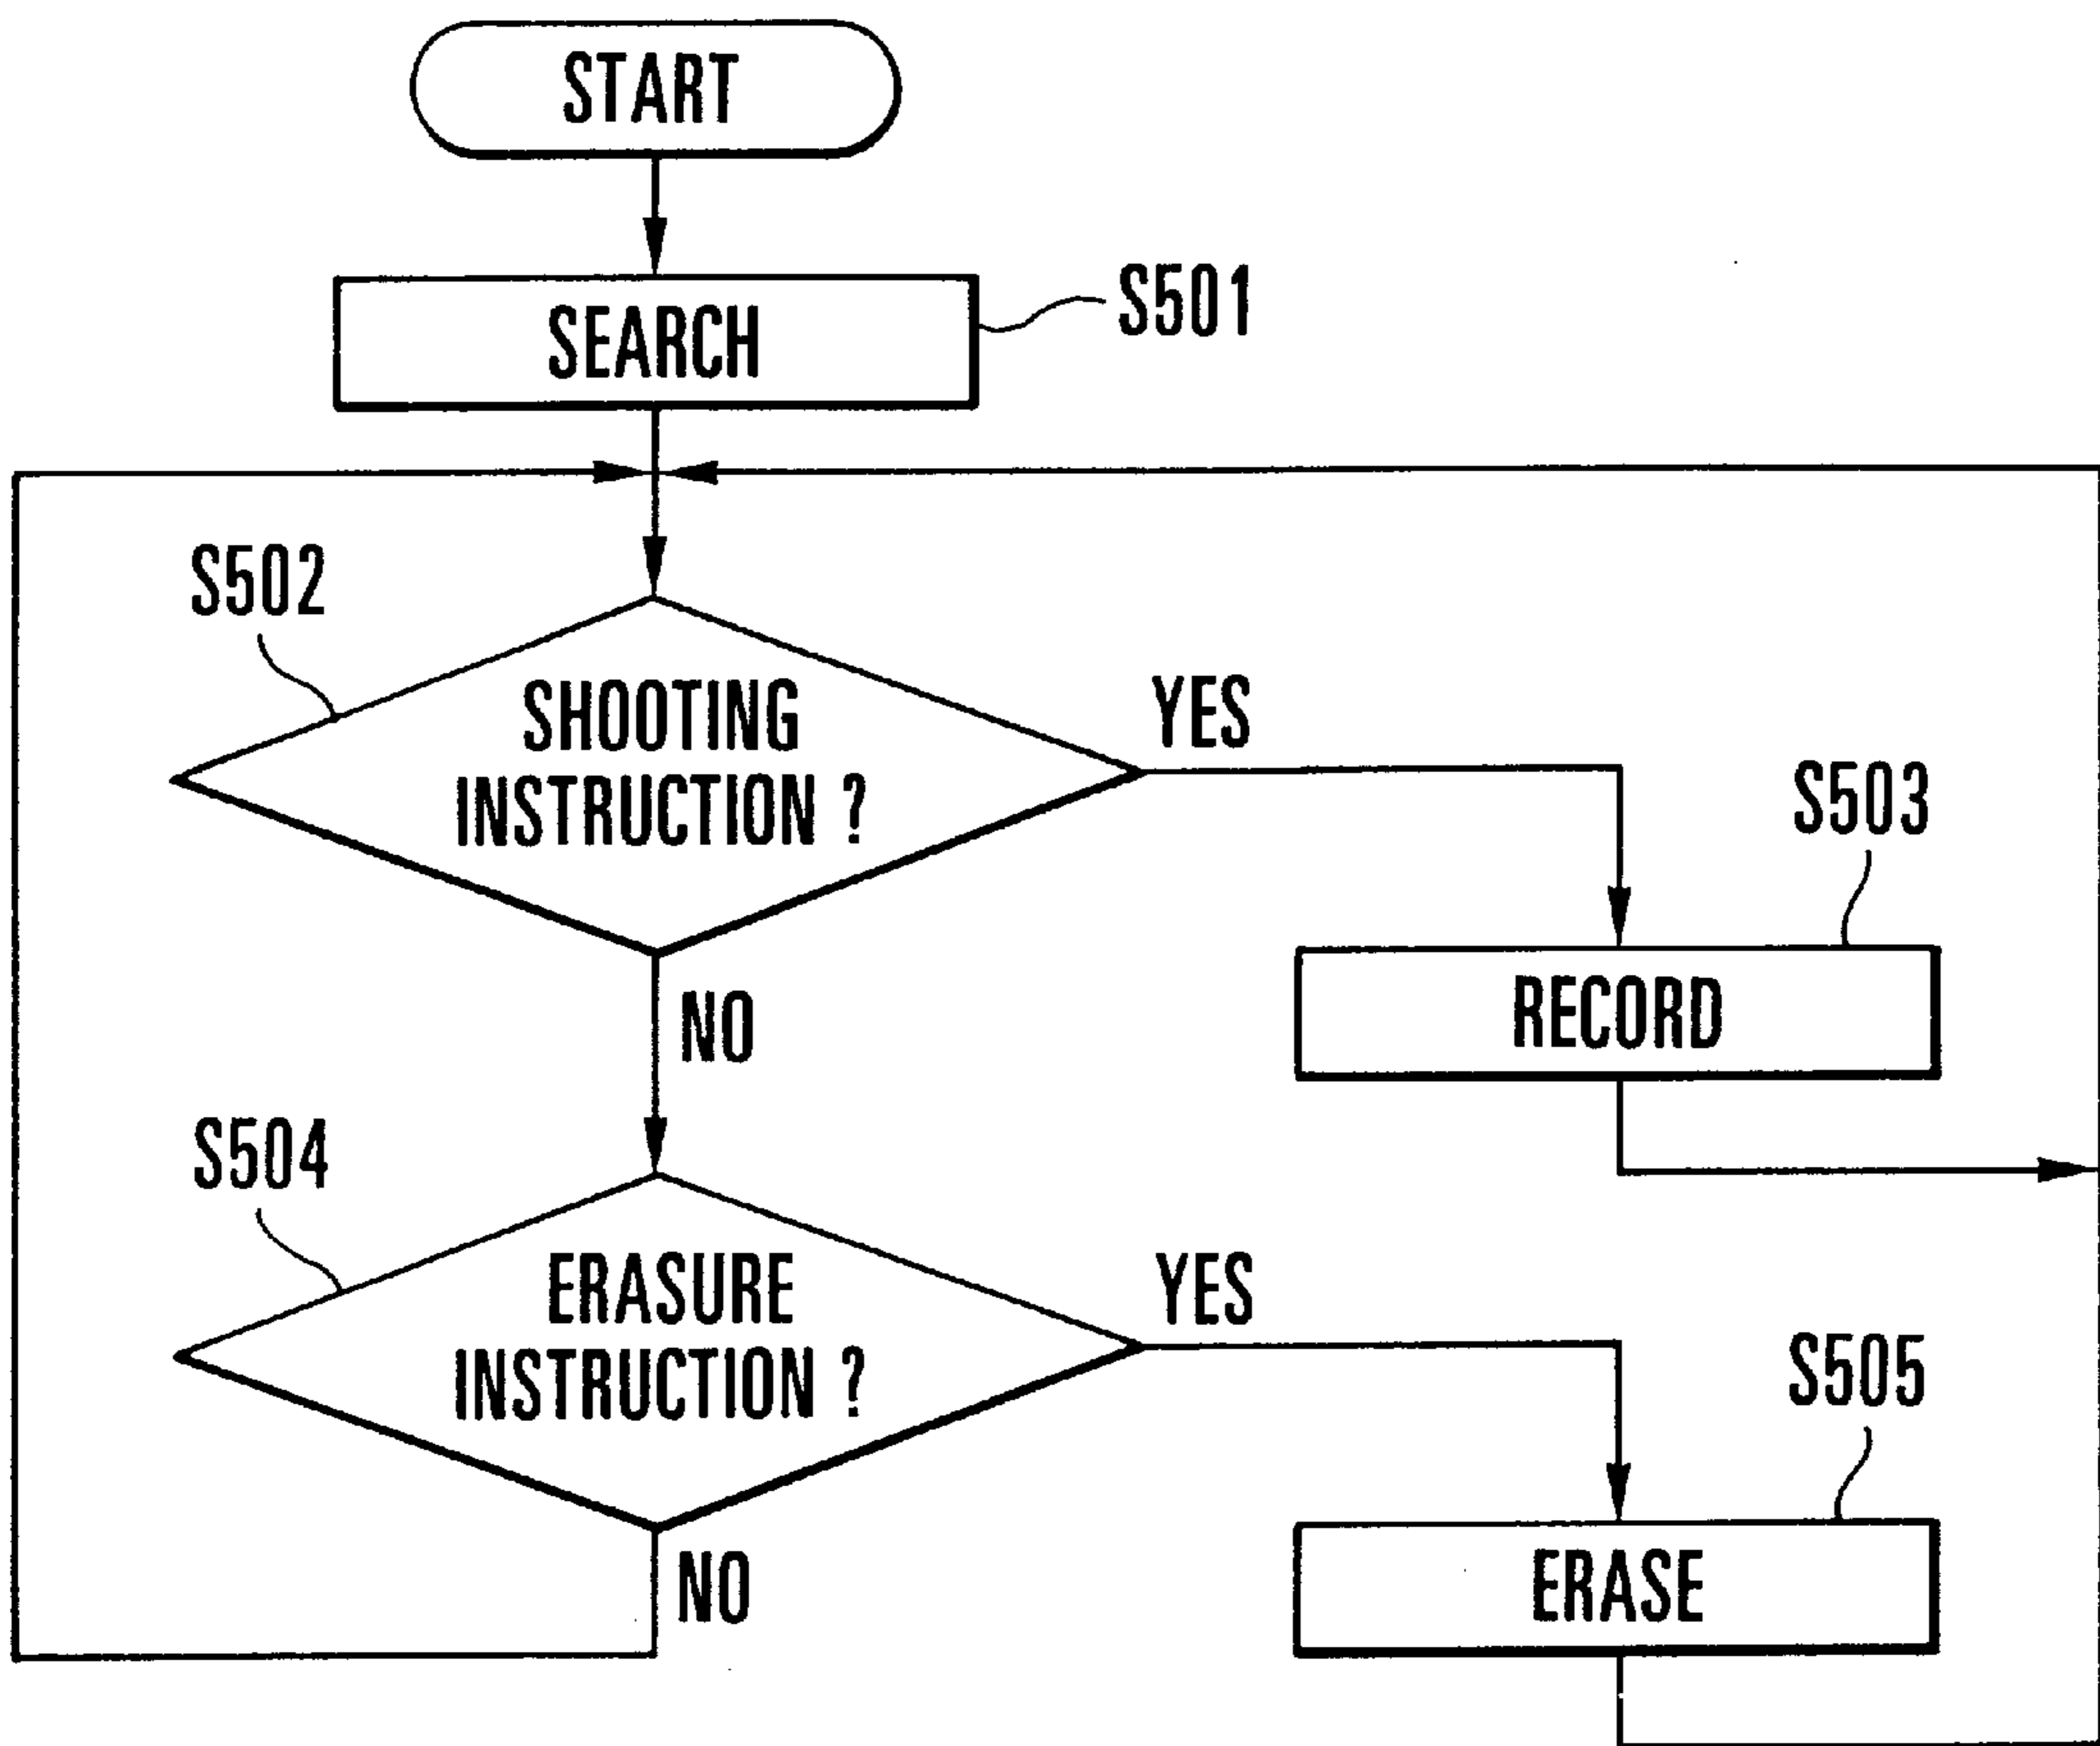 START
SEARCH
S501
S502
SHOOTING
INSTRUCTION ?
YES
S503
RECORD
NO
S504
ERASURE
INSTRUCTION ?
YES
S505
ERASE
NO